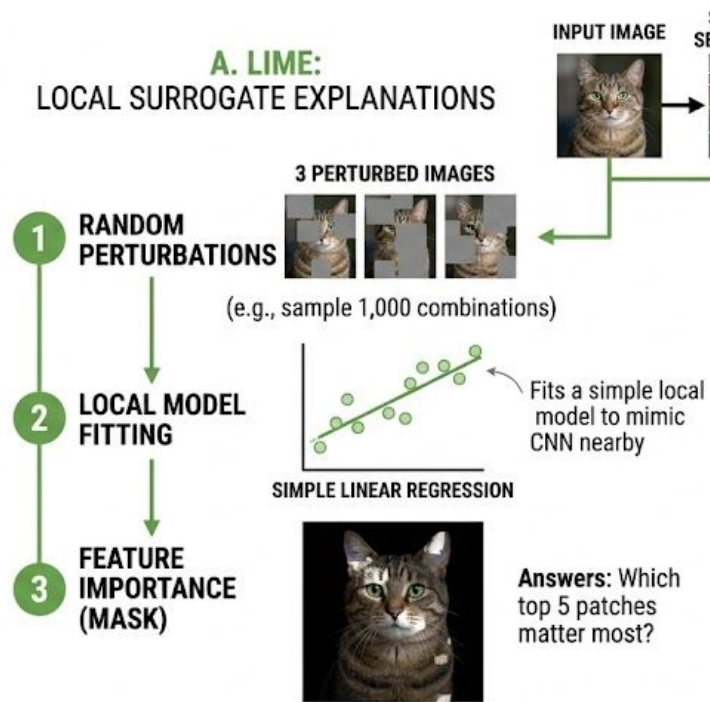 A. LIME:
LOCAL SURROGATE EXPLANATIONS
INPUT IMAGE
3 PERTURBED IMAGES
1
RANDOM
PERTURBATIONS
(e.g., sample 1,000 combinations)
2
LOCAL MODEL
FITTING
Fits a simple local
model to mimic
CNN nearby
SIMPLE LINEAR REGRESSION
3
FEATURE
IMPORTANCE
(MASK)
Answers: Which
top 5 patches
matter most?